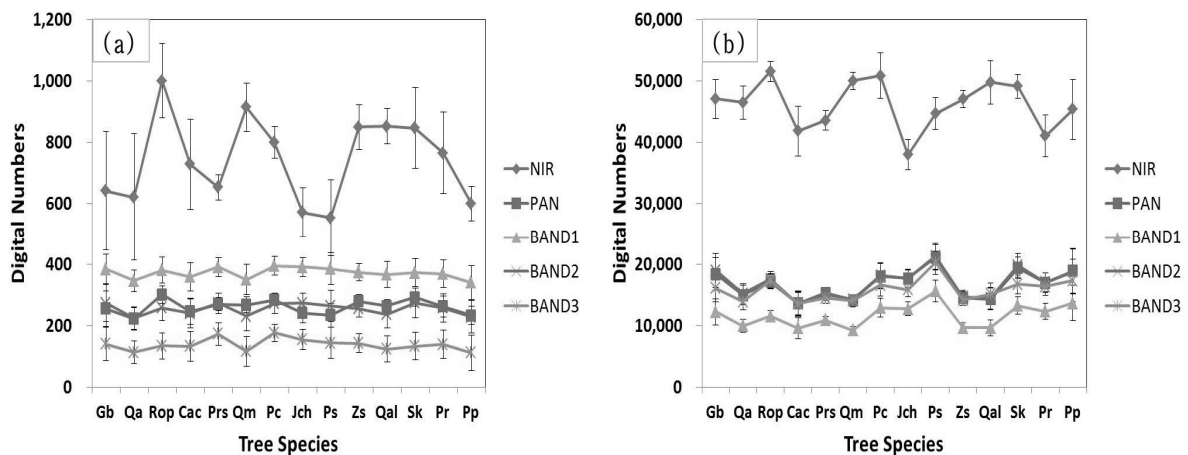 (a)
Digital Numbers
1,200
1,000
800
600
400
200
0
Gb Qa Rop Cac Prs Qm Pc Jch Ps Zs Qal Sk Pr Pp
Tree Species
NIR
PAN
BAND1
BAND2
BAND3
(b)
Digital Numbers
60,000
50,000
40,000
30,000
20,000
10,000
0
Gb Qa Rop Cac Prs Qm Pc Jch Ps Zs Qal Sk Pr Pp
Tree Species
NIR
PAN
BAND1
BAND2
BAND3